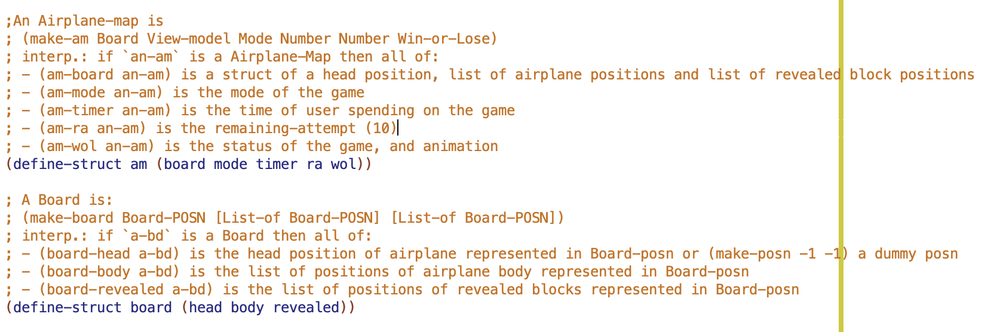 ;An Airplane-map is
; (make-am Board View-model Mode Number Number Win-or-Lose)
; interp.: if `an-am` is a Airplane-Map then all of:
; - (am-board an-am) is a struct of a head position, list of airplane positions and list of revealed block positions
; - (am-mode an-am) is the mode of the game
; - (am-timer an-am) is the time of user spending on the game
; - (am-ra an-am) is the remaining-attempt (10)
; - (am-wol an-am) is the status of the game, and animation
(define-struct am (board mode timer ra wol))

; A Board is:
; (make-board Board-POSN [List-of Board-POSN] [List-of Board-POSN])
; interp.: if `a-bd` is a Board then all of:
; - (board-head a-bd) is the head position of airplane represented in Board-posn or (make-posn -1 -1) a dummy posn
; - (board-body a-bd) is the list of positions of airplane body represented in Board-posn
; - (board-revealed a-bd) is the list of positions of revealed blocks represented in Board-posn
(define-struct board (head body revealed))